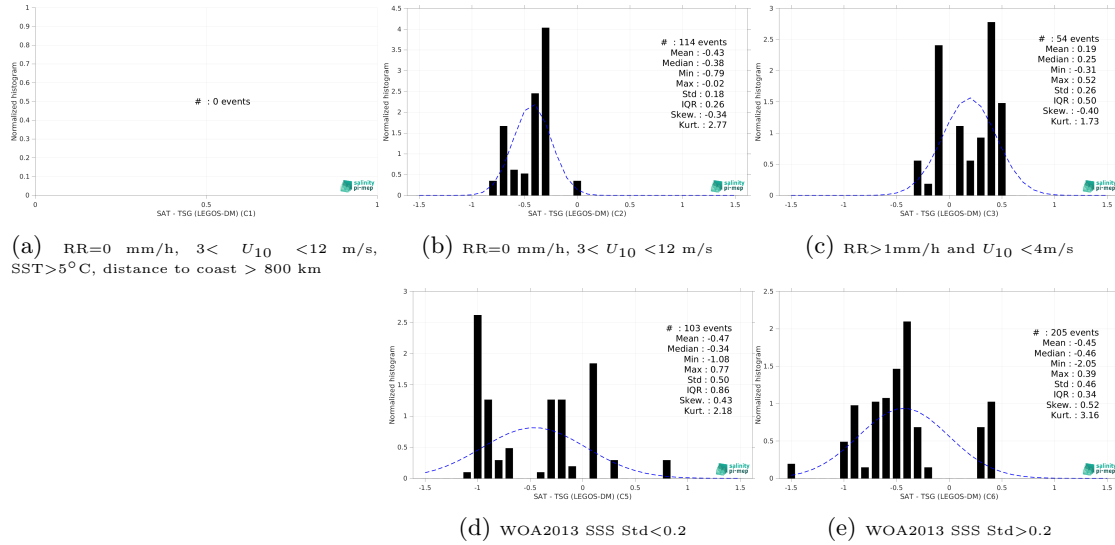 1
0.9
0.8
0.7
0.6
0.5
0.4
0.3
0.2
0.1
0
Normalized histogram
# : 0 events
0 0.5 1
SAT - TSG (LEGOS-DM) (C1)
salinity
pi-mep
(a) RR=0 mm/h, 3< U10 <12 m/s,
SST>5°C, distance to coast > 800 km
4.5
4
3.5
3
2.5
2
1.5
1
0.5
0
Normalized histogram
# : 114 events
Mean : -0.43
Median : -0.38
Min : -0.79
Max : -0.02
Std : 0.18
IQR : 0.26
Skew. : -0.34
Kurt. : 2.77
-1.5 -1 -0.5 0 0.5 1 1.5
SAT - TSG (LEGOS-DM) (C2)
salinity
pi-mep
(b) RR=0 mm/h, 3< U10 <12 m/s
3
2.5
2
1.5
1
0.5
0
Normalized histogram
# : 54 events
Mean : 0.19
Median : 0.25
Min : -0.31
Max : 0.52
Std : 0.26
IQR : 0.50
Skew. : -0.40
Kurt. : 1.73
-1.5 -1 -0.5 0 0.5 1 1.5
SAT - TSG (LEGOS-DM) (C3)
salinity
pi-mep
(c) RR>1mm/h and U10 <4m/s
3
2.5
2
1.5
1
0.5
0
Normalized histogram
# : 103 events
Mean : -0.47
Median : -0.34
Min : -1.08
Max : 0.77
Std : 0.50
IQR : 0.86
Skew. : 0.43
Kurt. : 2.18
-1.5 -1 -0.5 0 0.5 1 1.5
SAT - TSG (LEGOS-DM) (C5)
salinity
pi-mep
(d) WOA2013 SSS Std<0.2
2.5
2
1.5
1
0.5
0
Normalized histogram
# : 205 events
Mean : -0.45
Median : -0.46
Min : -2.05
Max : 0.39
Std : 0.46
IQR : 0.34
Skew. : 0.52
Kurt. : 3.16
-1.5 -1 -0.5 0 0.5 1 1.5
SAT - TSG (LEGOS-DM) (C6)
salinity
pi-mep
(e) WOA2013 SSS Std>0.2